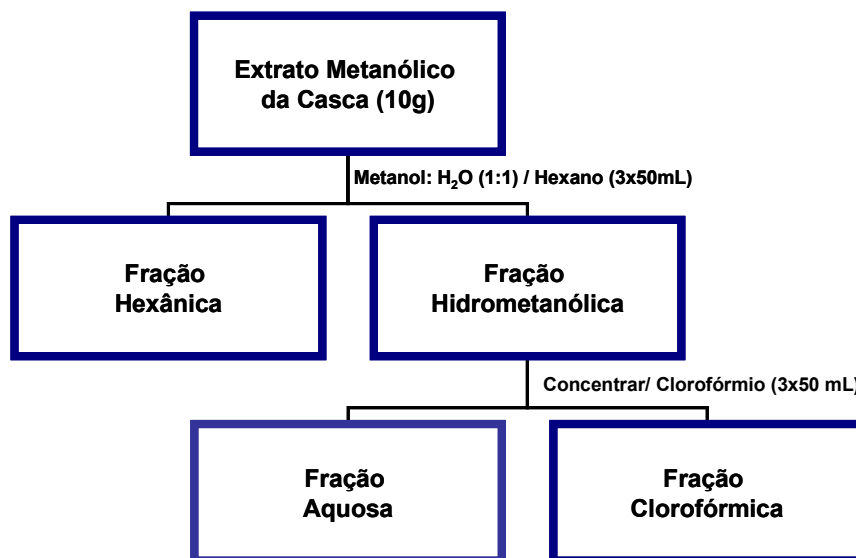 Extrato Metanólico
da Casca (10g)
Metanol: H₂O (1:1) / Hexano (3x50mL)
Fração
Hexânica
Fração
Hidrometanólica
Concentrar/ Clorofórmio (3x50 mL)
Fração
Aquosa
Fração
Clorofórmica